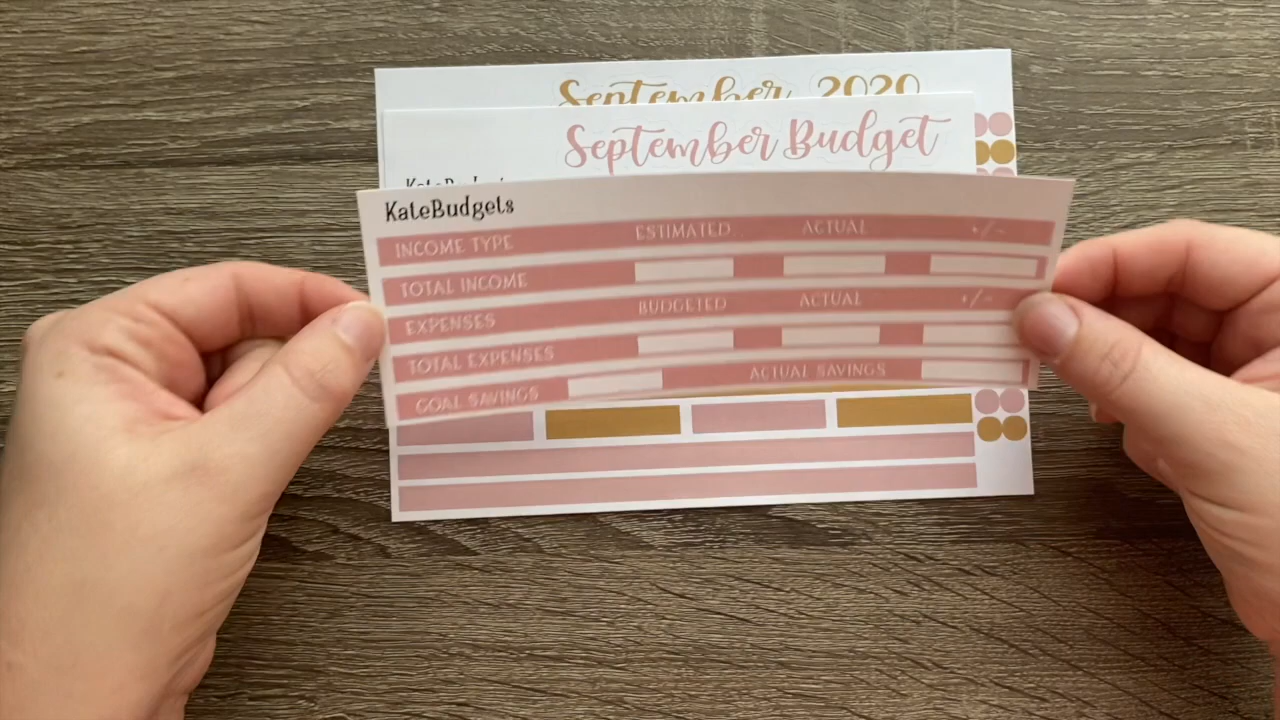 September 2020
September Budget
KateBudgets
KateBudgets
INCOME TYPE ESTIMATED ACTUAL +/-
TOTAL INCOME
EXPENSES BUDGETED ACTUAL +/-
TOTAL EXPENSES
GOAL SAVINGS ACTUAL SAVINGS